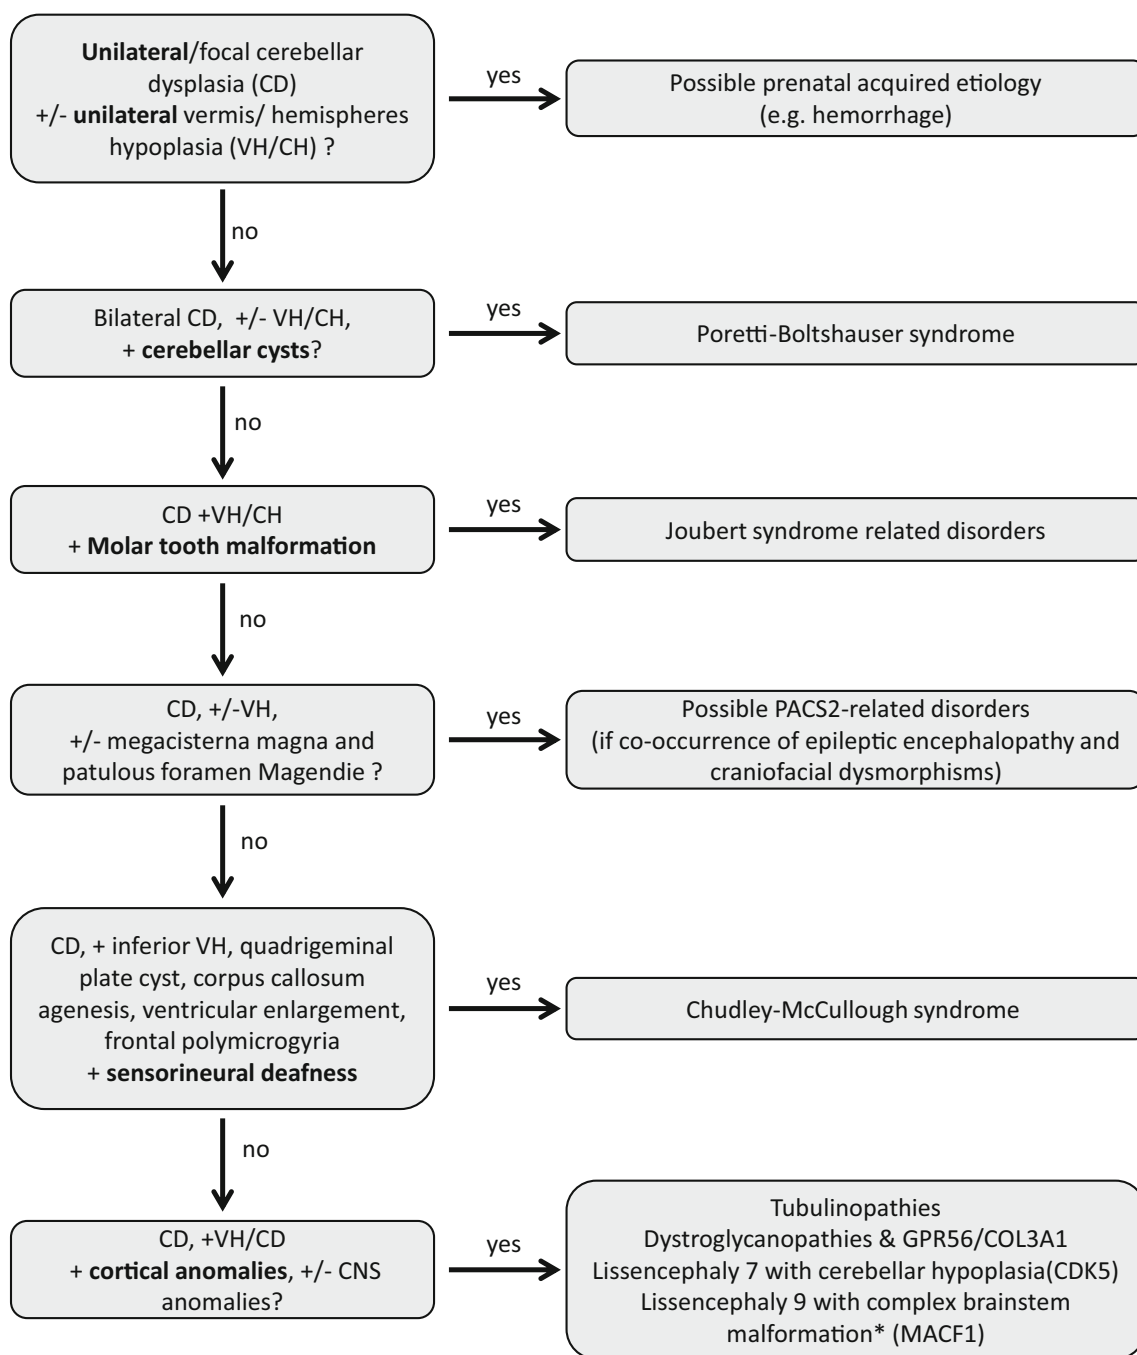 Unilateral/focal cerebellar
dysplasia (CD)
+/- unilateral vermis/ hemispheres
hypoplasia (VH/CH) ?
yes
Possible prenatal acquired etiology
(e.g. hemorrhage)
no
Bilateral CD, +/- VH/CH,
+ cerebellar cysts?
yes
Poretti-Boltshauser syndrome
no
CD +VH/CH
+ Molar tooth malformation
yes
Joubert syndrome related disorders
no
CD, +/-VH,
+/- megacisterna magna and
patulous foramen Magendie ?
yes
Possible PACS2-related disorders
(if co-occurrence of epileptic encephalopathy and
craniofacial dysmorphisms)
no
CD, + inferior VH, quadrigeminal
plate cyst, corpus callosum
agenesis, ventricular enlargement,
frontal polymicrogyria
+ sensorineural deafness
yes
Chudley-McCullough syndrome
no
CD, +VH/CD
+ cortical anomalies, +/- CNS
anomalies?
yes
Tubulinopathies
Dystroglycanopathies & GPR56/COL3A1
Lissencephaly 7 with cerebellar hypoplasia(CDK5)
Lissencephaly 9 with complex brainstem
malformation* (MACF1)